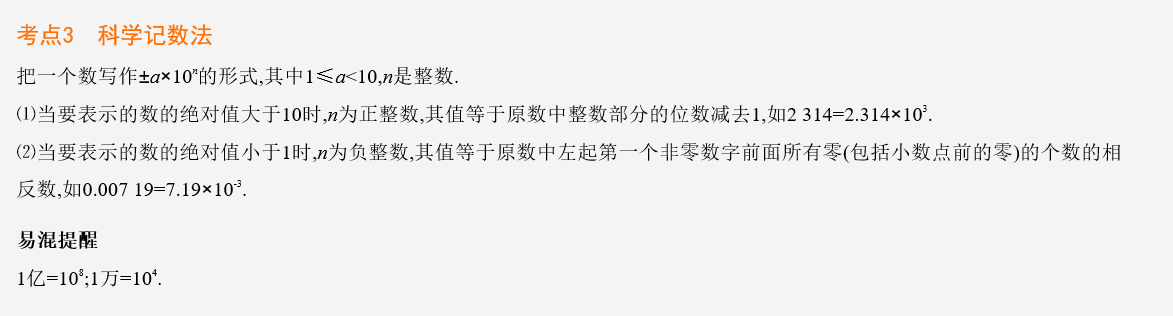 考点3 科学记数法
把一个数写作±a×10ⁿ的形式,其中1≤a<10,n是整数.
⑴当要表示的数的绝对值大于10时,n为正整数,其值等于原数中整数部分的位数减去1,如2 314=2.314×10³.
⑵当要表示的数的绝对值小于1时,n为负整数,其值等于原数中左起第一个非零数字前面所有零(包括小数点前的零)的个数的相
反数,如0.007 19=7.19×10⁻³.
易混提醒
1亿=10⁸;1万=10⁴.